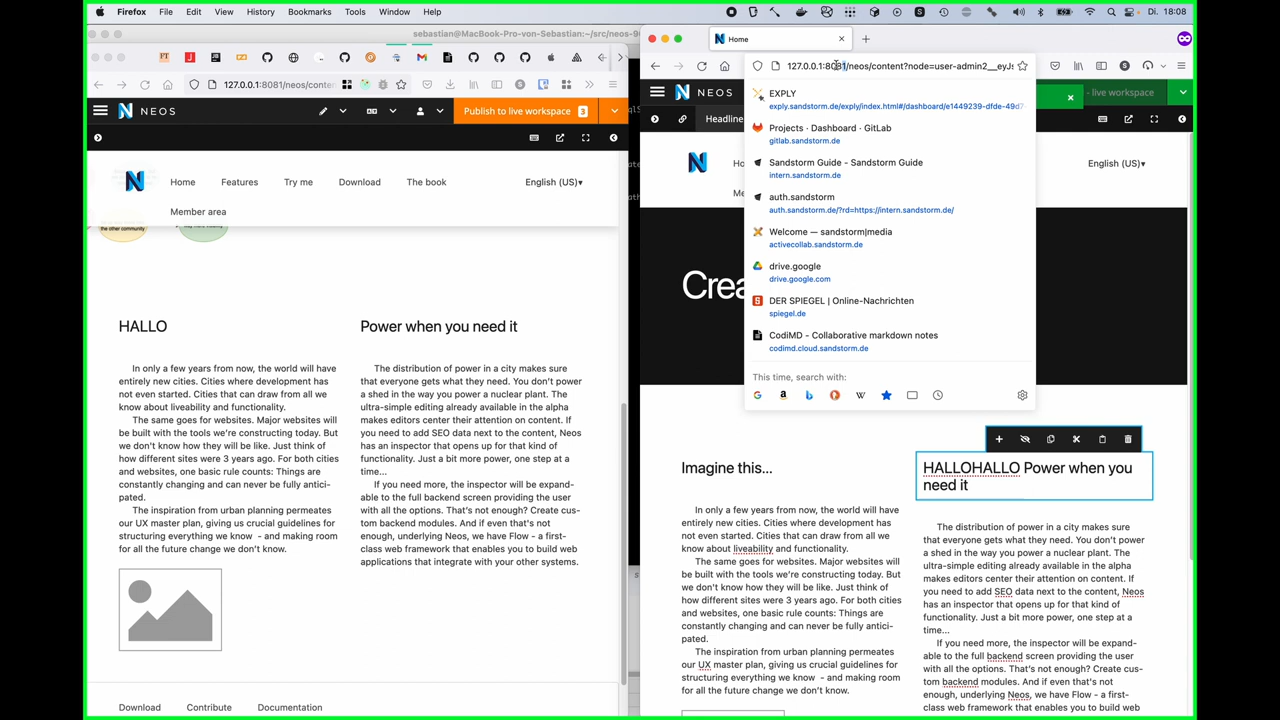 Firefox File Edit View History Bookmarks Tools Window Help
Di. 18:08
sebastian@MacBook-Pro-von-Sebastian:~/src/neos-9
127.0.0.1:8081/neos/conte
NEOS
Publish to live workspace 3
Home Features Try me Download The book
English (US)▾
Member area
the other community
HALLO
In only a few years from now, the world will have
entirely new cities. Cities where development has
not even started. Cities that can draw from all we
know about liveability and functionality.
The same goes for websites. Major websites will
be built with the tools we're constructing today. But
we don't know how they will be like. Just think of
how different sites were 3 years ago. For both cities
and websites, one basic rule counts: Things are
constantly changing and can never be fully antici-
pated.
The inspiration from urban planning permeates
our UX master plan, giving us crucial guidelines for
structuring everything we know - and making room
for all the future change we don't know.
Power when you need it
The distribution of power in a city makes sure
that everyone gets what they need. You don't power
a shed in the way you power a nuclear plant. The
ultra-simple editing already available in the alpha
makes editors center their attention on content. If
you need to add SEO data next to the content, Neos
has an inspector that opens up for that kind of
functionality. Just a bit more power, one step at a
time...
If you need more, the inspector will be expand-
able to the full backend screen providing the user
with all the options. That's not enough? Create cus-
tom backend modules. And if even that's not
enough, underlying Neos, we have Flow - a first-
class web framework that enables you to build web
applications that integrate with your other systems.
Download Contribute Documentation
Home
127.0.0.1:8081/neos/content?node=user-admin2__eyJs
NEOS
- live workspace
Headline
EXPLY
exply.sandstorm.de/exply/index.html#/dashboard/e1449239-dfde-49d7-
Projects · Dashboard · GitLab
gitlab.sandstorm.de
Sandstorm Guide - Sandstorm Guide
intern.sandstorm.de
auth.sandstorm
auth.sandstorm.de/?rd=https://intern.sandstorm.de/
Welcome — sandstorm|media
activecollab.sandstorm.de
drive.google
drive.google.com
DER SPIEGEL | Online-Nachrichten
spiegel.de
CodiMD - Collaborative markdown notes
codimd.cloud.sandstorm.de
This time, search with:
Ho
English (US)▾
Me
Crea
Imagine this...
In only a few years from now, the world will have
entirely new cities. Cities where development has
not even started. Cities that can draw from all we
know about liveability and functionality.
The same goes for websites. Major websites will
be built with the tools we're constructing today. But
we don't know how they will be like. Just think of
how different sites were 3 years ago. For both cities
and websites, one basic rule counts: Things are
constantly changing and can never be fully antici-
pated.
The inspiration from urban planning permeates
our UX master plan, giving us crucial guidelines for
structuring everything we know - and making room
for all the future change we don't know.
HALLOHALLO Power when you
need it
The distribution of power in a city makes sure
that everyone gets what they need. You don't power
a shed in the way you power a nuclear plant. The
ultra-simple editing already available in the alpha
makes editors center their attention on content. If
you need to add SEO data next to the content, Neos
has an inspector that opens up for that kind of
functionality. Just a bit more power, one step at a
time...
If you need more, the inspector will be expand-
able to the full backend screen providing the user
with all the options. That's not enough? Create cus-
tom backend modules. And if even that's not
enough, underlying Neos, we have Flow - a first-
class web framework that enables you to build web